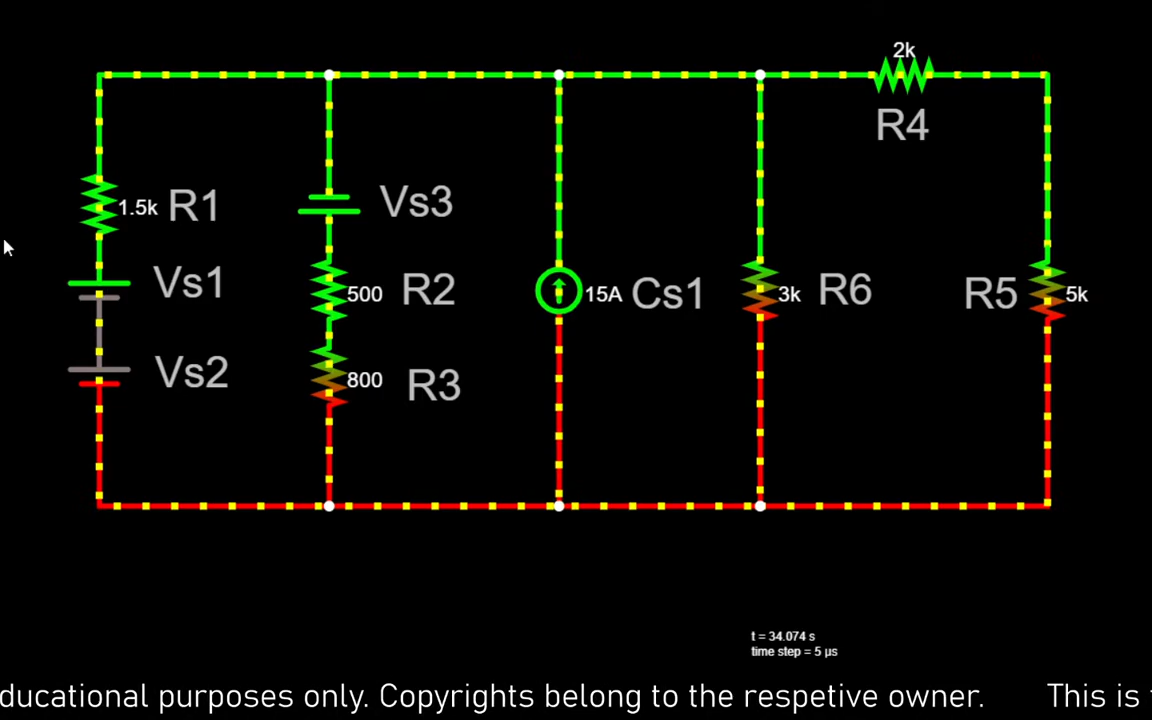 2k
R4
1.5k R1
Vs3
Vs1
500 R2
15A Cs1
3k R6
R5 5k
Vs2
800 R3
t = 34.074 s
time step = 5 µs
ducational purposes only. Copyrights belong to the respetive owner. This is